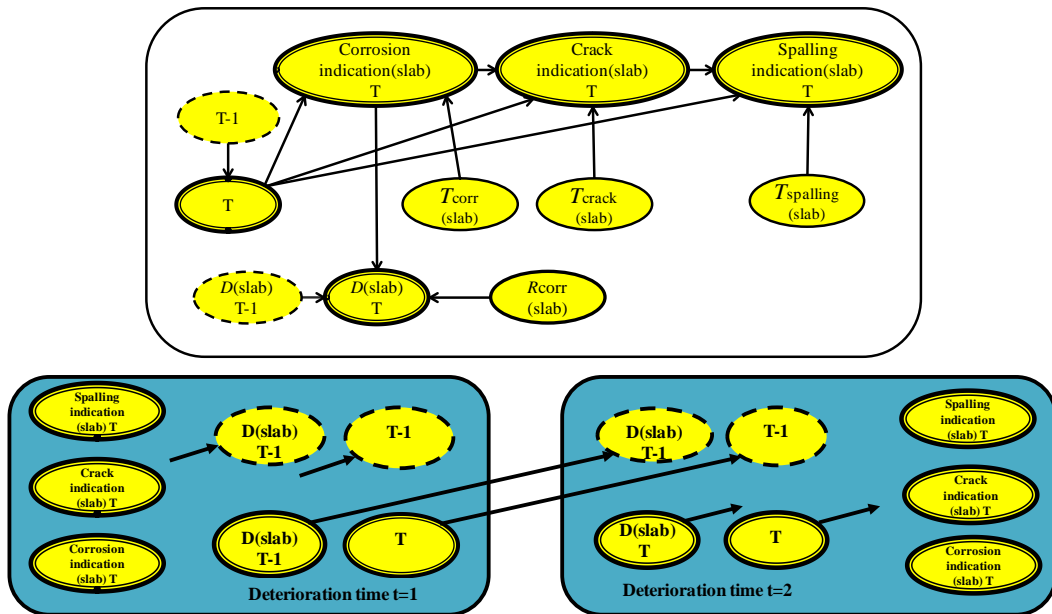 Corrosion
indication(slab)
T
Crack
indication(slab)
T
Spalling
indication(slab)
T
T-1
T
Tcorr
(slab)
Tcrack
(slab)
Tspalling
(slab)
D(slab)
T-1
D(slab)
T
Rcorr
(slab)
Spalling
indication
(slab) T
Crack
indication
(slab) T
Corrosion
indication
(slab) T
D(slab)
T-1
T-1
D(slab)
T-1
T
Deterioration time t=1
D(slab)
T-1
T-1
D(slab)
T
T
Deterioration time t=2
Spalling
indication
(slab) T
Crack
indication
(slab) T
Corrosion
indication
(slab) T